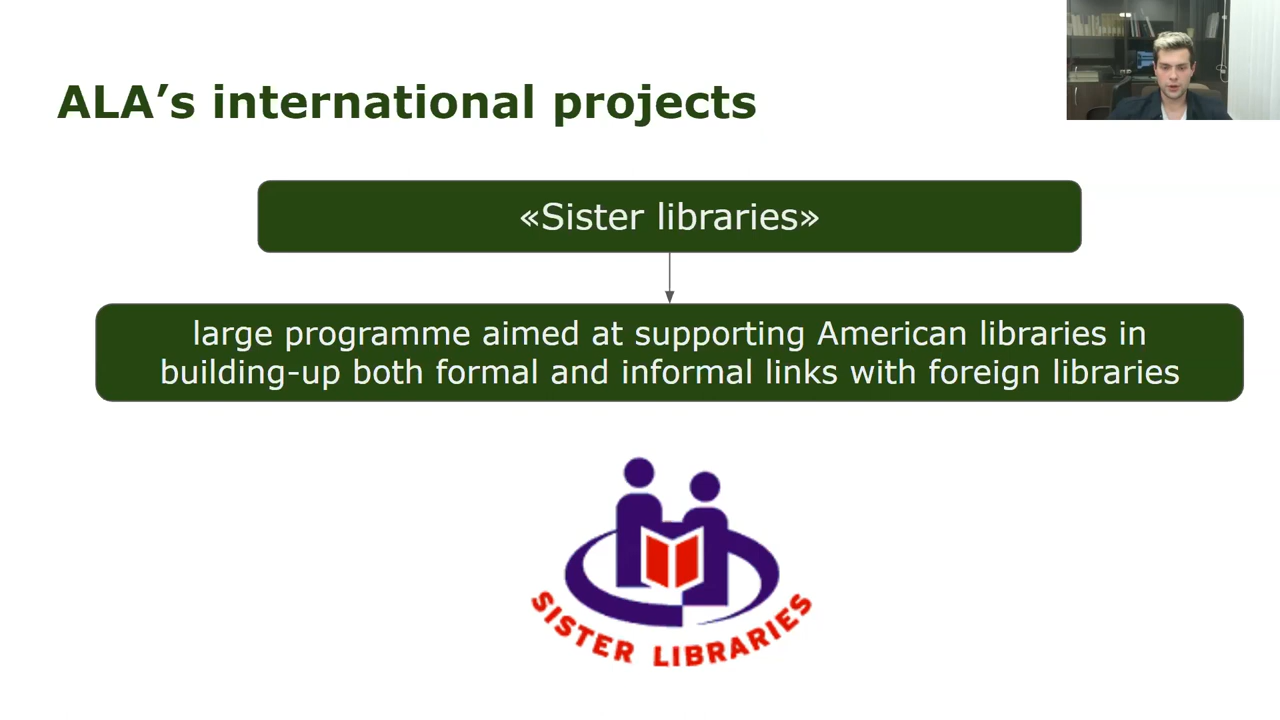 ALA’s international projects
«Sister libraries»
large programme aimed at supporting American libraries in
building-up both formal and informal links with foreign libraries
SISTER LIBRARIES